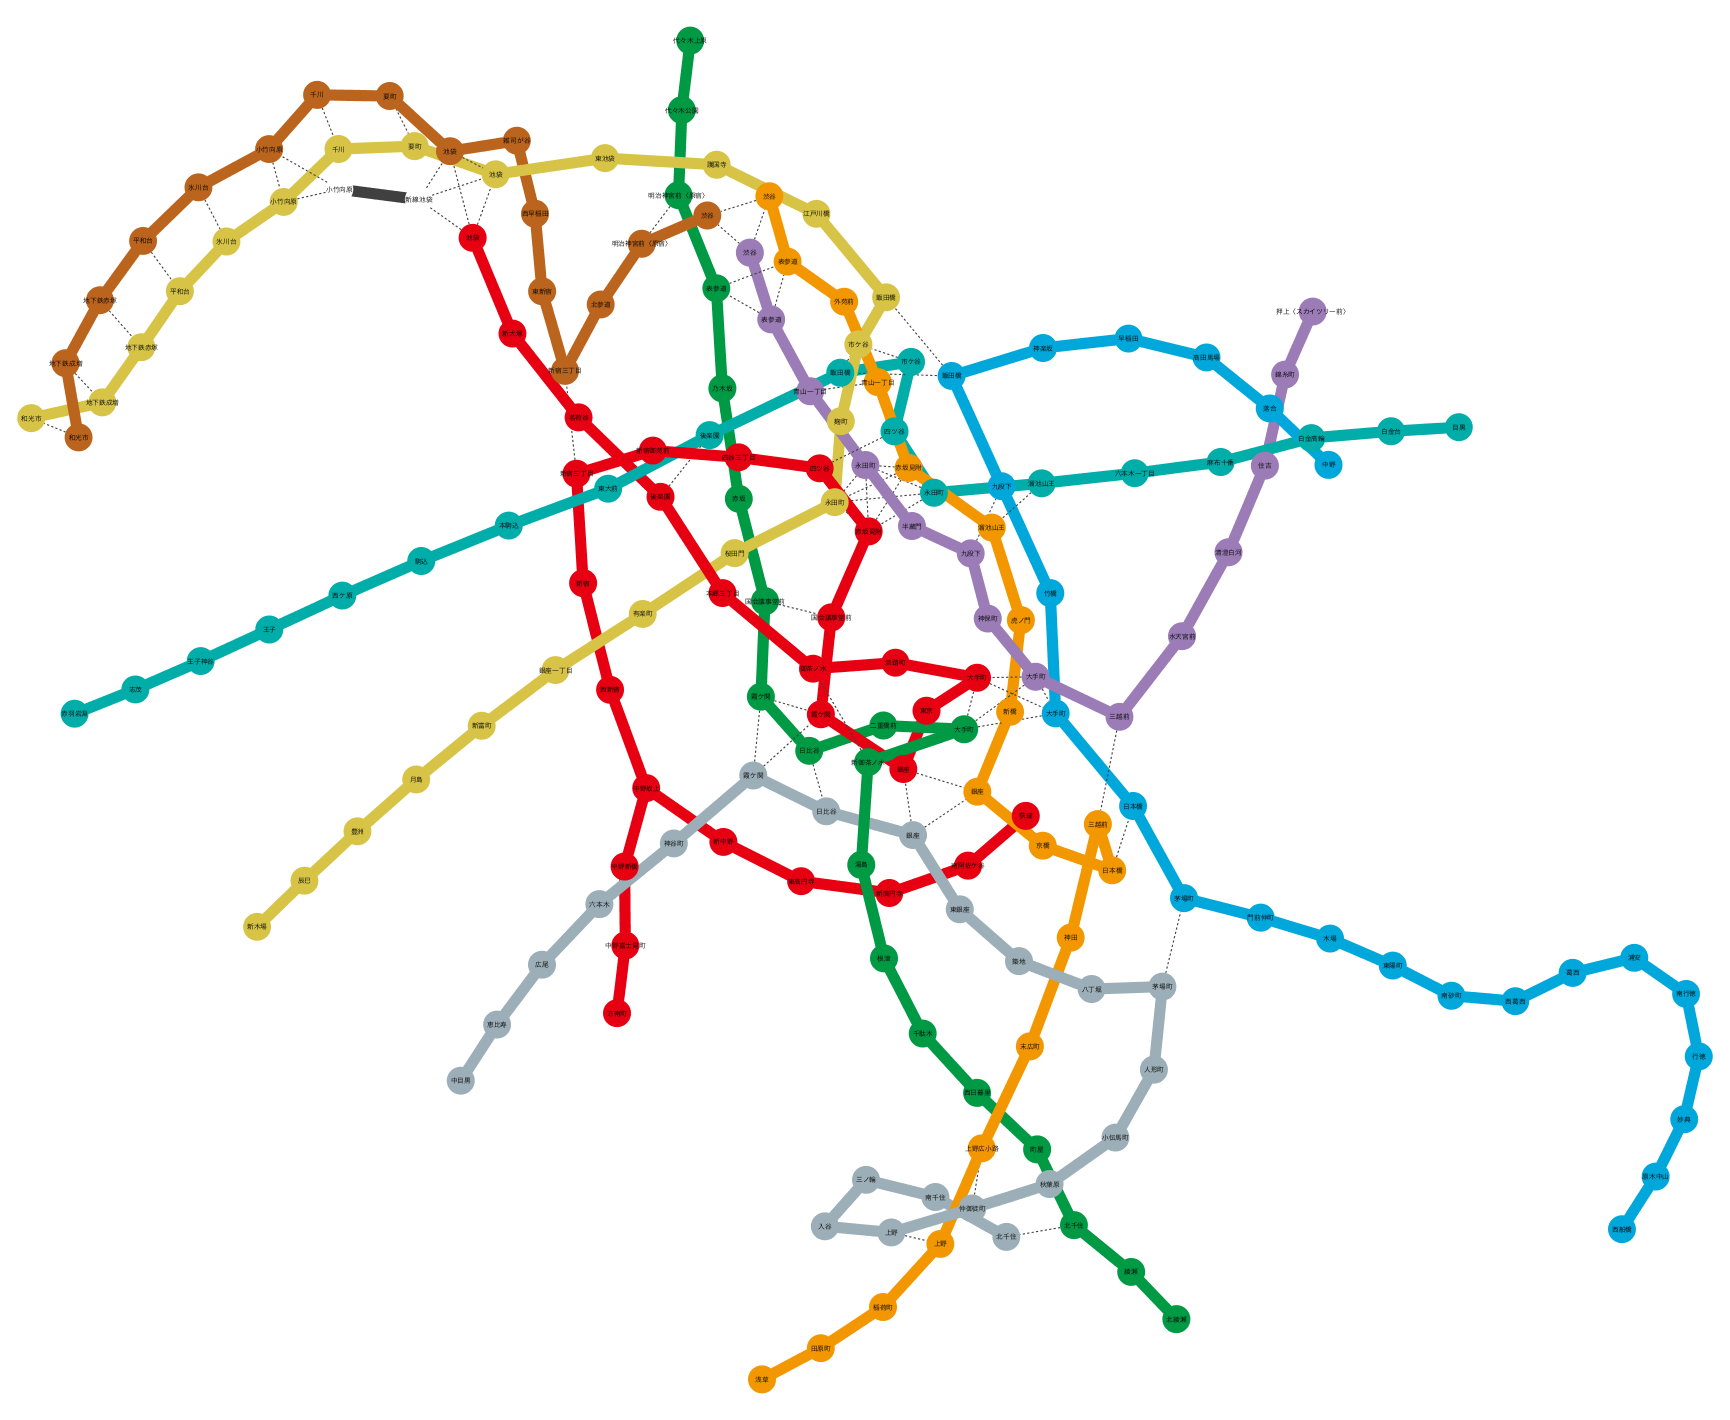 代々木上原
千川
要町
代々木公園
雑司が谷
小竹向原
千川
要町
池袋
東池袋
護国寺
池袋
氷川台
小竹向原
小竹向原
新線池袋
明治神宮前〈原宿〉
渋谷
西早稲田
渋谷
江戸川橋
平和台
氷川台
池袋
明治神宮前〈原宿〉
渋谷
表参道
平和台
東新宿
表参道
地下鉄赤塚
北参道
外苑前
飯田橋
押上〈スカイツリー前〉
表参道
新大塚
地下鉄赤塚
市ケ谷
神楽坂
早稲田
高田馬場
地下鉄成増
新宿三丁目
飯田橋
市ケ谷
青山一丁目
飯田橋
錦糸町
乃木坂
青山一丁目
地下鉄成増
和光市
茗荷谷
麹町
落合
和光市
後楽園
四ツ谷
白金高輪
白金台
目黒
新宿御苑前
四谷三丁目
四ツ谷
永田町
赤坂見附
麻布十番
住吉
中野
新宿三丁目
東大前
後楽園
赤坂
永田町
永田町
九段下
溜池山王
六本木一丁目
本駒込
赤坂見附
半蔵門
溜池山王
駒込
桜田門
九段下
清澄白河
西ケ原
新宿
本郷三丁目
国会議事堂前
竹橋
王子
有楽町
国会議事堂前
神保町
虎ノ門
水天宮前
王子神谷
銀座一丁目
御茶ノ水
淡路町
大手町
大手町
志茂
西新宿
霞ケ関
赤羽岩淵
新富町
霞ケ関
二重橋前
東京
大手町
新橋
大手町
三越前
日比谷
新御茶ノ水
銀座
月島
霞ケ関
中野坂上
銀座
日本橋
豊洲
神谷町
新中野
日比谷
銀座
荻窪
三越前
京橋
辰巳
中野新橋
東高円寺
湯島
南阿佐ケ谷
日本橋
新木場
六本木
新高円寺
東銀座
茅場町
門前仲町
広尾
中野富士見町
根津
築地
神田
木場
東陽町
浦安
葛西
恵比寿
万神町
八丁堀
茅場町
南砂町
西葛西
南行徳
中目黒
千駄木
末広町
人形町
行徳
西日暮里
小伝馬町
妙典
上野広小路
町屋
三ノ輪
南千住
秋葉原
原木中山
入谷
上野
仲御徒町
北千住
北千住
西船橋
上野
綾瀬
稲荷町
北綾瀬
田原町
浅草